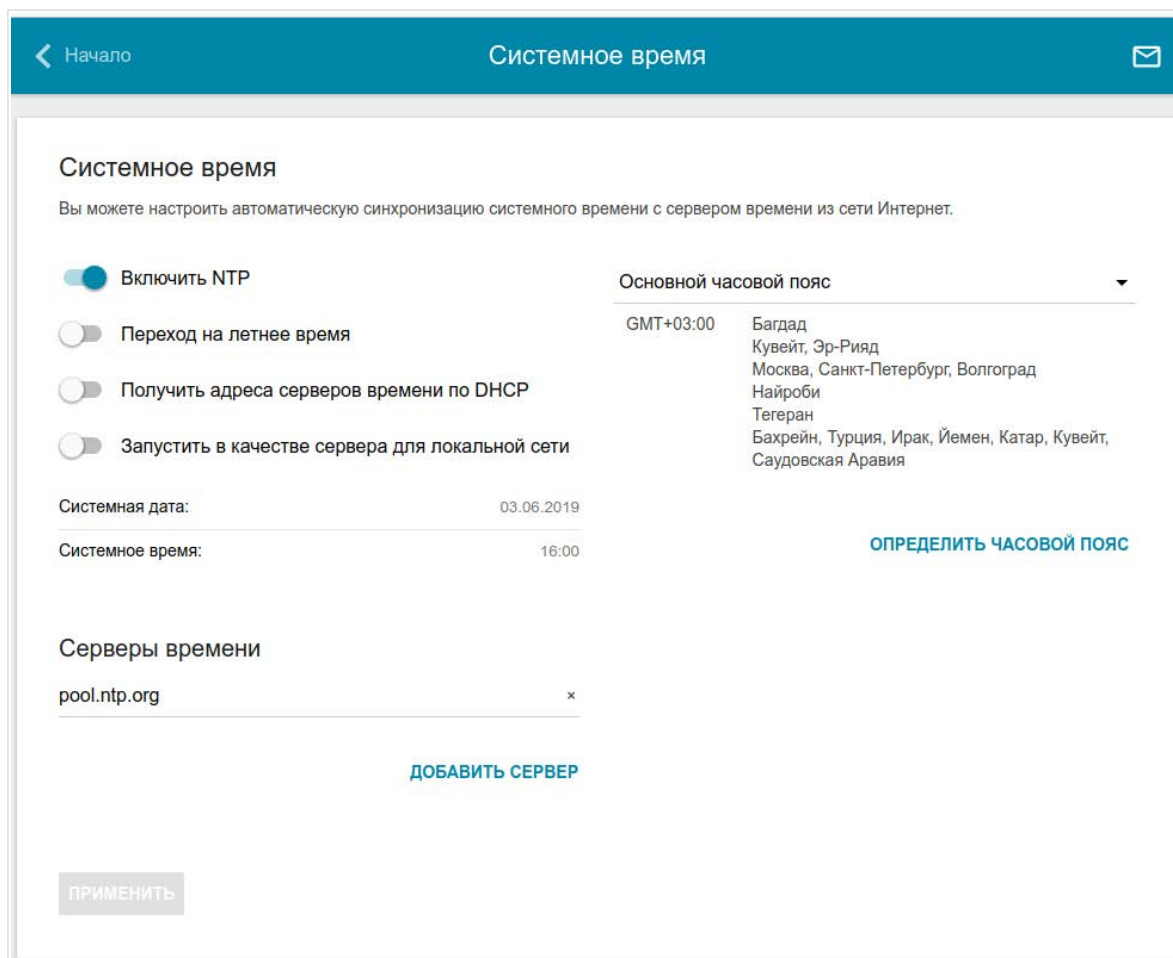 Начало
Системное время
Системное время
Вы можете настроить автоматическую синхронизацию системного времени с сервером времени из сети Интернет.
Включить NTP
Переход на летнее время
Получить адреса серверов времени по DHCP
Запустить в качестве сервера для локальной сети
Системная дата: 03.06.2019
Системное время: 16:00
Основной часовой пояс
GMT+03:00 Багдад
Кувейт, Эр-Рияд
Москва, Санкт-Петербург, Волгоград
Найроби
Тегеран
Бахрейн, Турция, Ирак, Йемен, Катар, Кувейт,
Саудовская Аравия
ОПРЕДЕЛИТЬ ЧАСОВОЙ ПОЯС
Серверы времени
pool.ntp.org ×
ДОБАВИТЬ СЕРВЕР
ПРИМЕНИТЬ